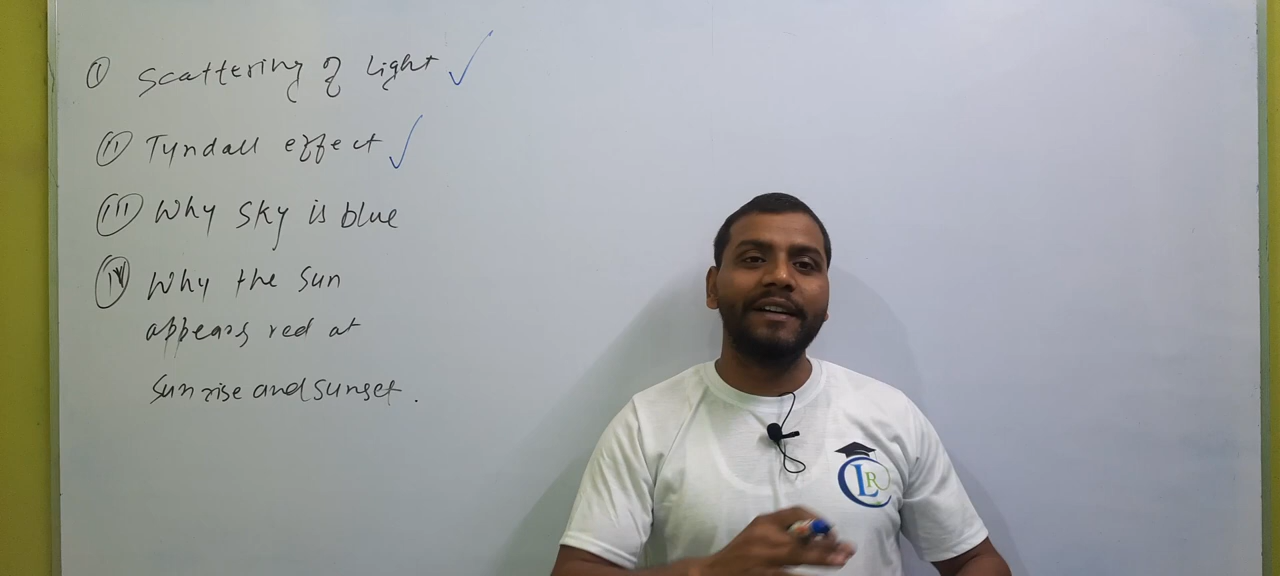 (i) Scattering of Light ✓
(ii) Tyndall effect ✓
(iii) Why Sky is blue
(iv) Why the Sun
appears red at
Sunrise and Sunset.
CLR